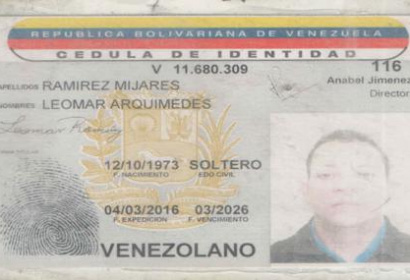 REPUBLICA BOLIVARIANA DE VENEZUELA
CEDULA DE IDENTIDAD
V 11.680.309
116
APELLIDOS RAMIREZ MIJARES
Anabal Jimenez
Director
NOMBRES LEOMAR ARQUIMEDES
Leomar Ramirez
12/10/1973 SOLTERO
F. NACIMIENTO EDO CIVIL
04/03/2016 03/2026
F. EXPEDICION F. VENCIMIENTO
VENEZOLANO